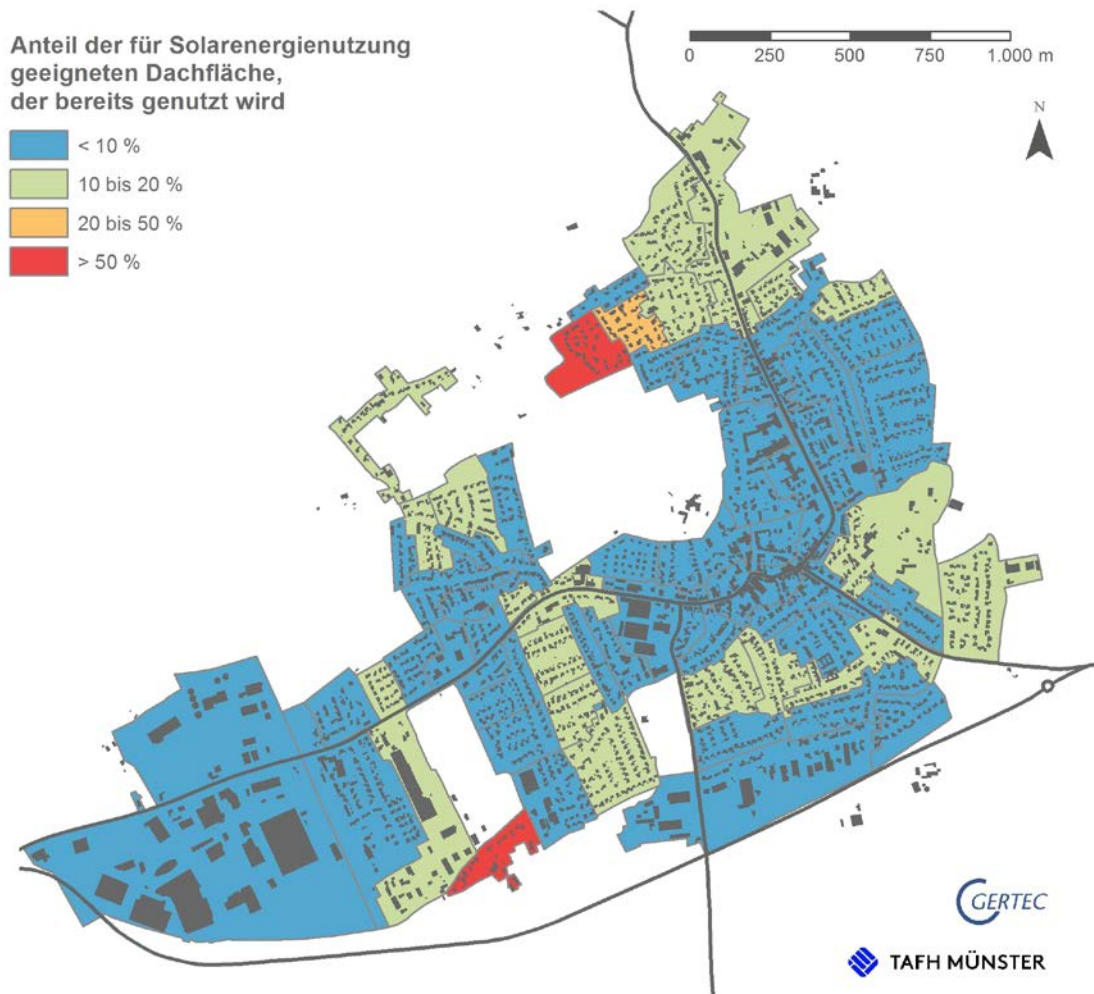 Anteil der für Solarenergienutzung
geeigneten Dachfläche,
der bereits genutzt wird
< 10 %
10 bis 20 %
20 bis 50 %
> 50 %
0 250 500 750 1.000 m
N
GERTEC
TAFH MÜNSTER